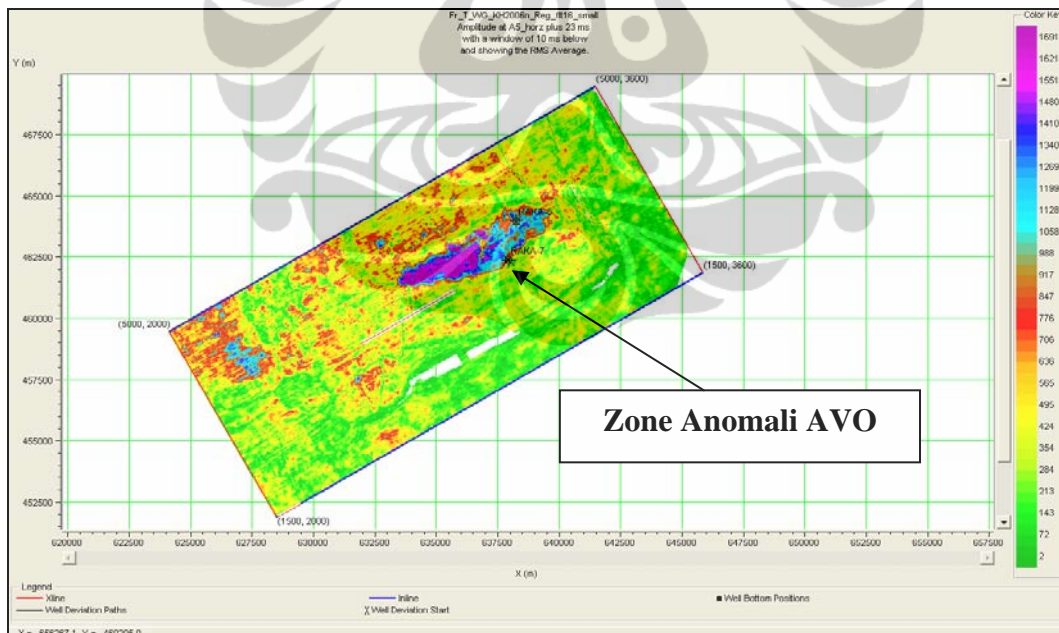 Amplitude at A5_horz plus 23 ms
with a window of 10 ms below
and showing the RMS Average.
Color Key
Y (m)
(5000, 3600)
467500
465000
462500
460000
457500
455000
452500
RAKA-7
(1500, 3600)
(5000, 2000)
(1500, 2000)
Zone Anomali AVO
1691
1621
1551
1480
1410
1340
1269
1199
1129
1058
988
917
847
776
706
636
565
495
424
354
284
213
143
72
2
620000 622500 625000 627500 630000 632500 635000 637500 640000 642500 645000 647500 650000 652500 655000 657500
X (m)
Legend
Xline
Inline
Well Bottom Positions
Well Deviation Paths
Well Deviation Start